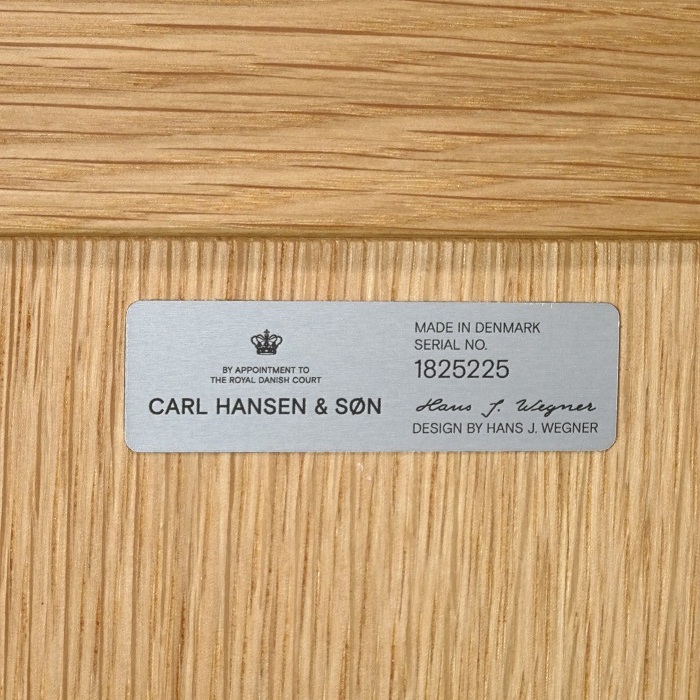 BY APPOINTMENT TO
THE ROYAL DANISH COURT
CARL HANSEN & SØN
MADE IN DENMARK
SERIAL NO.
1825225
Hans J. Wegner
DESIGN BY HANS J. WEGNER